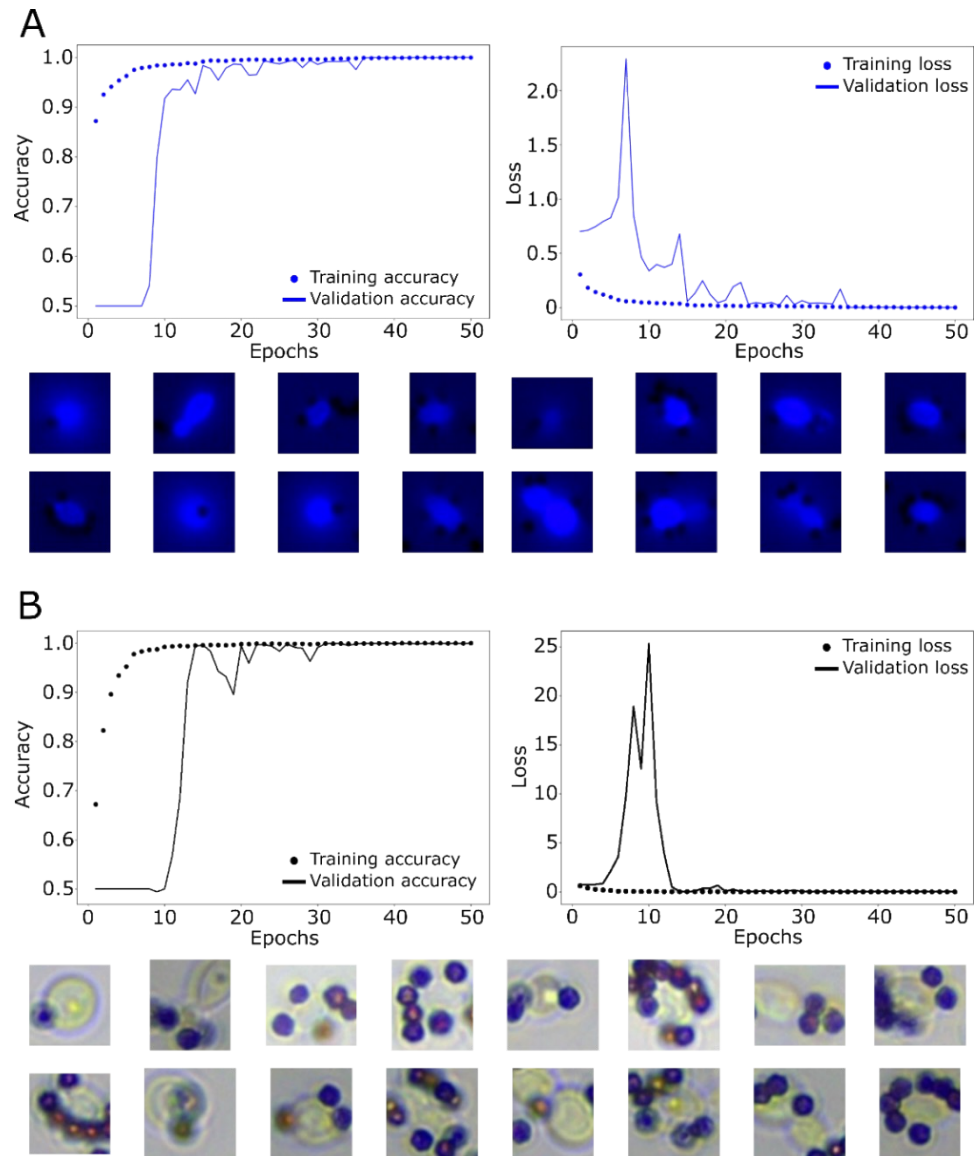 A
1.0
0.9
0.8
0.7
0.6
0.5
Accuracy
Training accuracy
Validation accuracy
0 10 20 30 40 50
Epochs
2.0
1.5
1.0
0.5
0
Loss
Training loss
Validation loss
0 10 20 30 40 50
Epochs
B
1.0
0.9
0.8
0.7
0.6
0.5
Accuracy
Training accuracy
Validation accuracy
0 10 20 30 40 50
Epochs
25
20
15
10
5
0
Loss
Training loss
Validation loss
0 10 20 30 40 50
Epochs